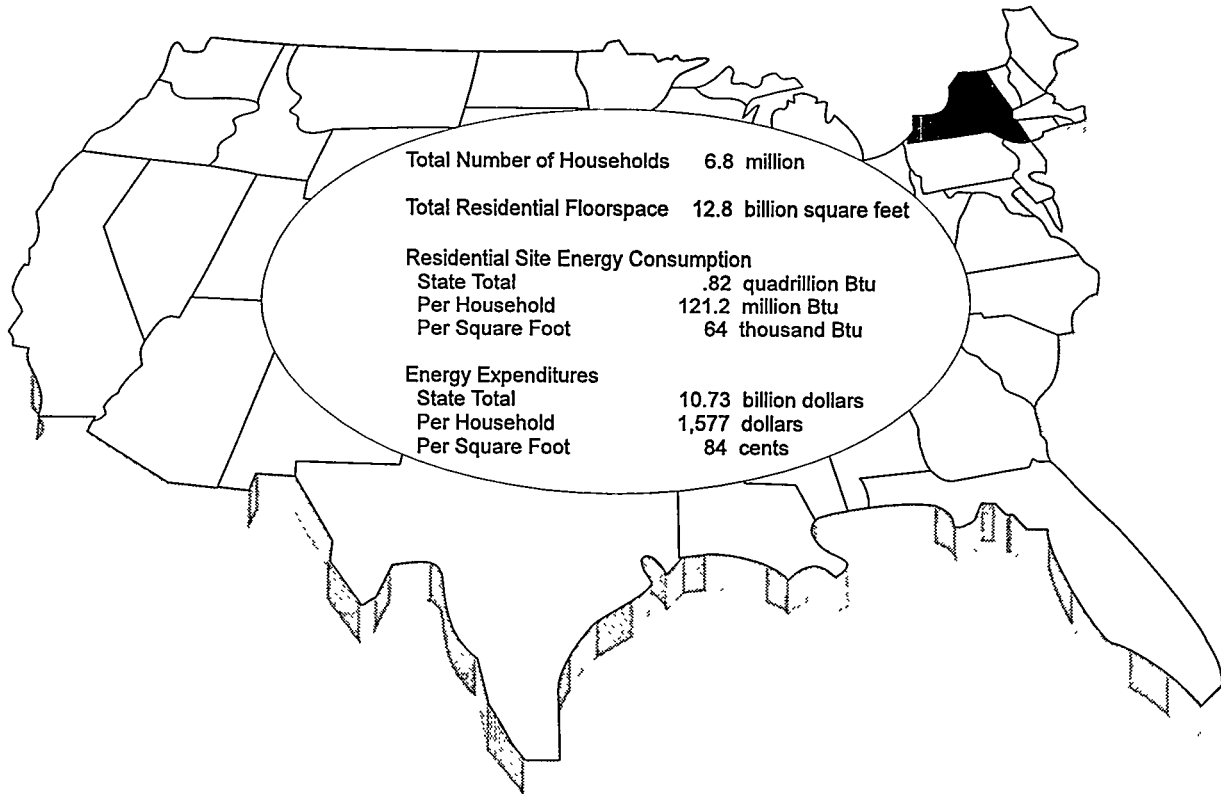 Total Number of Households 6.8 million
Total Residential Floorspace 12.8 billion square feet
Residential Site Energy Consumption
State Total .82 quadrillion Btu
Per Household 121.2 million Btu
Per Square Foot 64 thousand Btu
Energy Expenditures
State Total 10.73 billion dollars
Per Household 1,577 dollars
Per Square Foot 84 cents